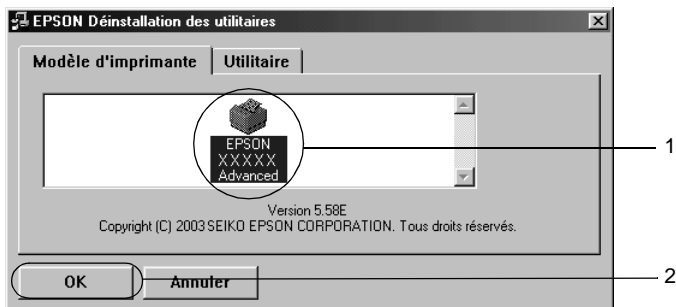 EPSON Déinstallation des utilitaires
Modèle d'imprimante
Utilitaire
EPSON
XXXXX
Advanced
1
Version 5.58E
Copyright (C) 2003 SEIKO EPSON CORPORATION. Tous droits réservés.
OK
Annuler
2